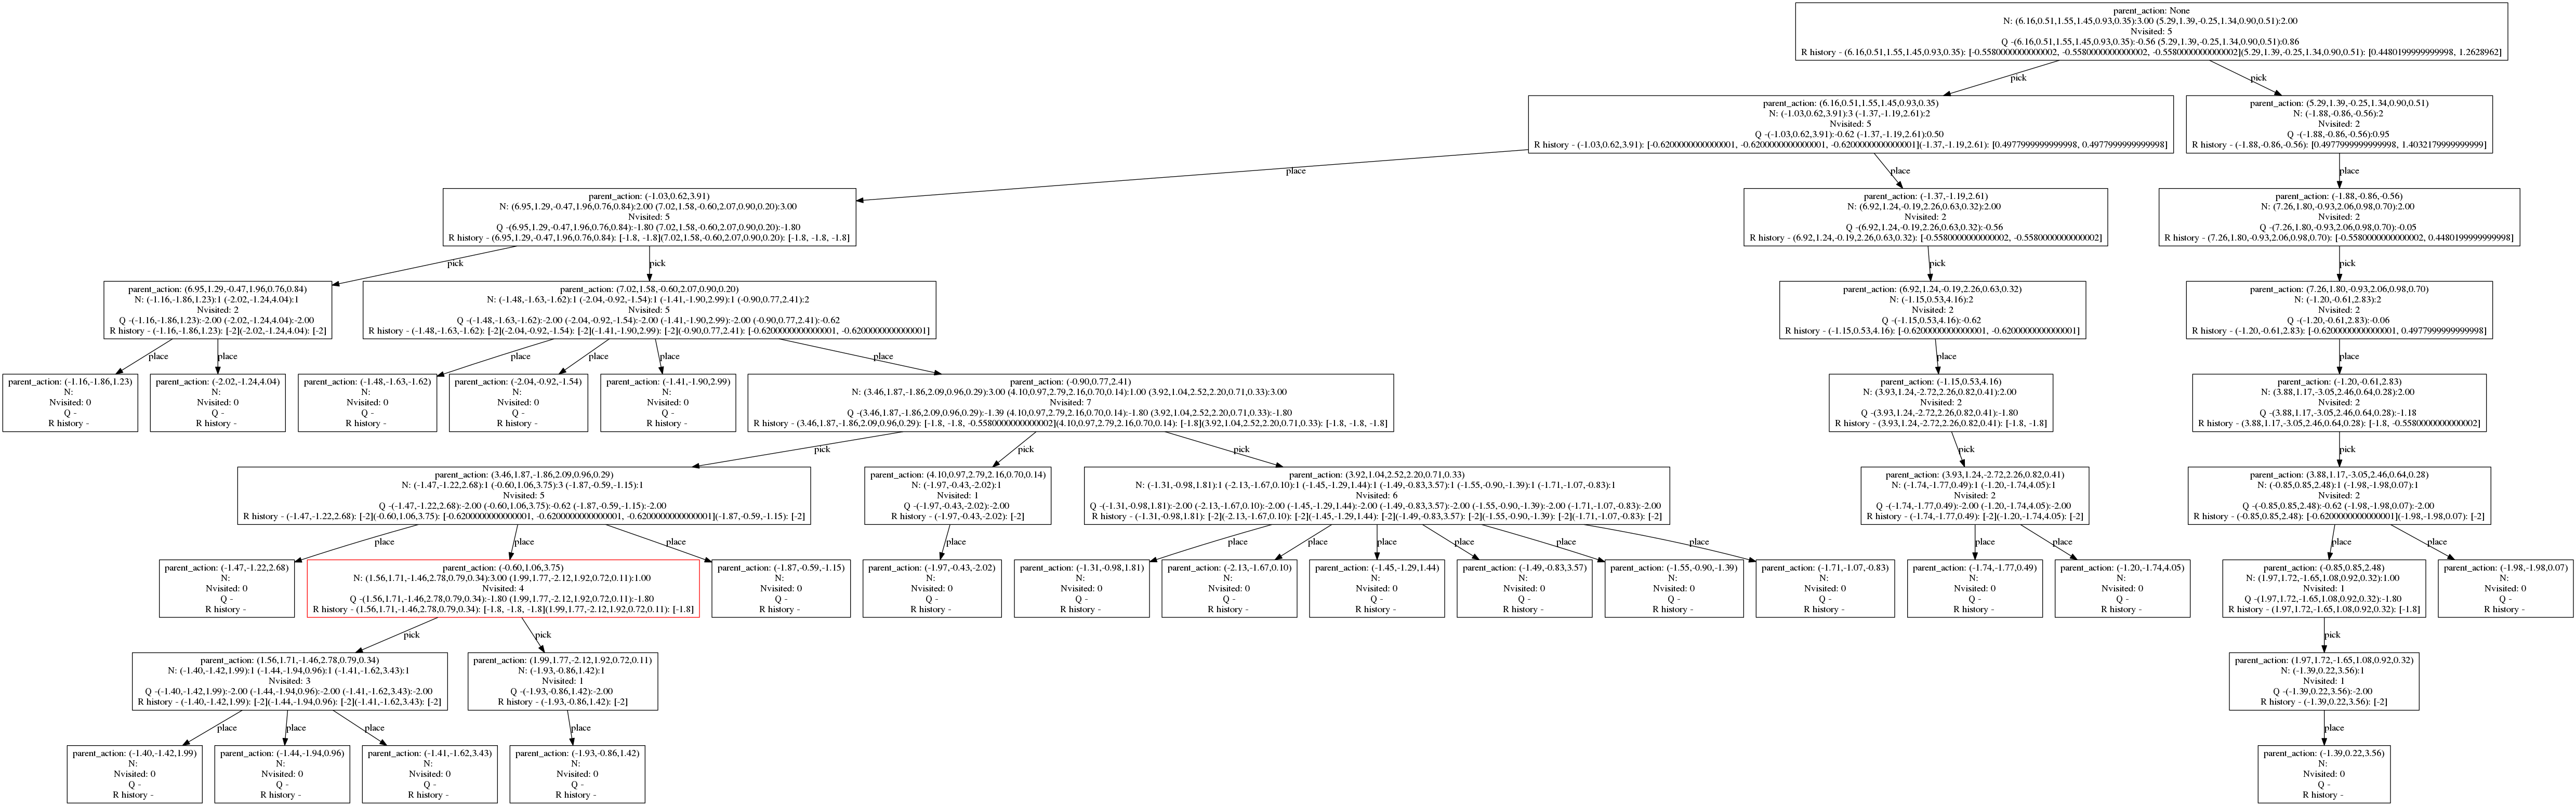 parent_action: None
N: (6.16,0.51,1.55,1.45,0.93,0.35):3.00 (5.29,1.39,-0.25,1.34,0.90,0.51):2.00
Nvisited: 5
Q -(6.16,0.51,1.55,1.45,0.93,0.35):-0.56 (5.29,1.39,-0.25,1.34,0.90,0.51):0.86
R history - (6.16,0.51,1.55,1.45,0.93,0.35): [-0.5580000000000002, -0.5580000000000002, -0.5580000000000002](5.29,1.39,-0.25,1.34,0.90,0.51): [0.4480199999999998, 1.2628962]
pick
pick
parent_action: (6.16,0.51,1.55,1.45,0.93,0.35)
N: (-1.03,0.62,3.91):3 (-1.37,-1.19,2.61):2
Nvisited: 5
Q -(-1.03,0.62,3.91):-0.62 (-1.37,-1.19,2.61):0.50
R history - (-1.03,0.62,3.91): [-0.6200000000000001, -0.6200000000000001, -0.6200000000000001](-1.37,-1.19,2.61): [0.4977999999999998, 0.4977999999999998]
parent_action: (5.29,1.39,-0.25,1.34,0.90,0.51)
N: (-1.88,-0.86,-0.56):2
Nvisited: 2
Q -(-1.88,-0.86,-0.56):0.95
R history - (-1.88,-0.86,-0.56): [0.4977999999999998, 1.4032179999999999]
place
place
place
parent_action: (-1.03,0.62,3.91)
N: (6.95,1.29,-0.47,1.96,0.76,0.84):2.00 (7.02,1.58,-0.60,2.07,0.90,0.20):3.00
Nvisited: 5
Q -(6.95,1.29,-0.47,1.96,0.76,0.84):-1.80 (7.02,1.58,-0.60,2.07,0.90,0.20):-1.80
R history - (6.95,1.29,-0.47,1.96,0.76,0.84): [-1.8, -1.8](7.02,1.58,-0.60,2.07,0.90,0.20): [-1.8, -1.8, -1.8]
parent_action: (-1.37,-1.19,2.61)
N: (6.92,1.24,-0.19,2.26,0.63,0.32):2.00
Nvisited: 2
Q -(6.92,1.24,-0.19,2.26,0.63,0.32):-0.56
R history - (6.92,1.24,-0.19,2.26,0.63,0.32): [-0.5580000000000002, -0.5580000000000002]
parent_action: (-1.88,-0.86,-0.56)
N: (7.26,1.80,-0.93,2.06,0.98,0.70):2.00
Nvisited: 2
Q -(7.26,1.80,-0.93,2.06,0.98,0.70):-0.05
R history - (7.26,1.80,-0.93,2.06,0.98,0.70): [-0.5580000000000002, 0.4480199999999998]
pick
pick
pick
pick
parent_action: (6.95,1.29,-0.47,1.96,0.76,0.84)
N: (-1.16,-1.86,1.23):1 (-2.02,-1.24,4.04):1
Nvisited: 2
Q -(-1.16,-1.86,1.23):-2.00 (-2.02,-1.24,4.04):-2.00
R history - (-1.16,-1.86,1.23): [-2](-2.02,-1.24,4.04): [-2]
parent_action: (7.02,1.58,-0.60,2.07,0.90,0.20)
N: (-1.48,-1.63,-1.62):1 (-2.04,-0.92,-1.54):1 (-1.41,-1.90,2.99):1 (-0.90,0.77,2.41):2
Nvisited: 5
Q -(-1.48,-1.63,-1.62):-2.00 (-2.04,-0.92,-1.54):-2.00 (-1.41,-1.90,2.99):-2.00 (-0.90,0.77,2.41):-0.62
R history - (-1.48,-1.63,-1.62): [-2](-2.04,-0.92,-1.54): [-2](-1.41,-1.90,2.99): [-2](-0.90,0.77,2.41): [-0.6200000000000001, -0.6200000000000001]
parent_action: (6.92,1.24,-0.19,2.26,0.63,0.32)
N: (-1.15,0.53,4.16):2
Nvisited: 2
Q -(-1.15,0.53,4.16):-0.62
R history - (-1.15,0.53,4.16): [-0.6200000000000001, -0.6200000000000001]
parent_action: (7.26,1.80,-0.93,2.06,0.98,0.70)
N: (-1.20,-0.61,2.83):2
Nvisited: 2
Q -(-1.20,-0.61,2.83):-0.06
R history - (-1.20,-0.61,2.83): [-0.6200000000000001, 0.4977999999999998]
place
place
place
place
place
place
place
place
parent_action: (-1.16,-1.86,1.23)
N:
Nvisited: 0
Q -
R history -
parent_action: (-2.02,-1.24,4.04)
N:
Nvisited: 0
Q -
R history -
parent_action: (-1.48,-1.63,-1.62)
N:
Nvisited: 0
Q -
R history -
parent_action: (-2.04,-0.92,-1.54)
N:
Nvisited: 0
Q -
R history -
parent_action: (-1.41,-1.90,2.99)
N:
Nvisited: 0
Q -
R history -
parent_action: (-0.90,0.77,2.41)
N: (3.46,1.87,-1.86,2.09,0.96,0.29):3.00 (4.10,0.97,2.79,2.16,0.70,0.14):1.00 (3.92,1.04,2.52,2.20,0.71,0.33):3.00
Nvisited: 7
Q -(3.46,1.87,-1.86,2.09,0.96,0.29):-1.39 (4.10,0.97,2.79,2.16,0.70,0.14):-1.80 (3.92,1.04,2.52,2.20,0.71,0.33):-1.80
R history - (3.46,1.87,-1.86,2.09,0.96,0.29): [-1.8, -1.8, -0.5580000000000002](4.10,0.97,2.79,2.16,0.70,0.14): [-1.8](3.92,1.04,2.52,2.20,0.71,0.33): [-1.8, -1.8, -1.8]
parent_action: (-1.15,0.53,4.16)
N: (3.93,1.24,-2.72,2.26,0.82,0.41):2.00
Nvisited: 2
Q -(3.93,1.24,-2.72,2.26,0.82,0.41):-1.80
R history - (3.93,1.24,-2.72,2.26,0.82,0.41): [-1.8, -1.8]
parent_action: (-1.20,-0.61,2.83)
N: (3.88,1.17,-3.05,2.46,0.64,0.28):2.00
Nvisited: 2
Q -(3.88,1.17,-3.05,2.46,0.64,0.28):-1.18
R history - (3.88,1.17,-3.05,2.46,0.64,0.28): [-1.8, -0.5580000000000002]
pick
pick
pick
pick
pick
parent_action: (3.46,1.87,-1.86,2.09,0.96,0.29)
N: (-1.47,-1.22,2.68):1 (-0.60,1.06,3.75):3 (-1.87,-0.59,-1.15):1
Nvisited: 5
Q -(-1.47,-1.22,2.68):-2.00 (-0.60,1.06,3.75):-0.62 (-1.87,-0.59,-1.15):-2.00
R history - (-1.47,-1.22,2.68): [-2](-0.60,1.06,3.75): [-0.6200000000000001, -0.6200000000000001, -0.6200000000000001](-1.87,-0.59,-1.15): [-2]
parent_action: (4.10,0.97,2.79,2.16,0.70,0.14)
N: (-1.97,-0.43,-2.02):1
Nvisited: 1
Q -(-1.97,-0.43,-2.02):-2.00
R history - (-1.97,-0.43,-2.02): [-2]
parent_action: (3.92,1.04,2.52,2.20,0.71,0.33)
N: (-1.31,-0.98,1.81):1 (-2.13,-1.67,0.10):1 (-1.45,-1.29,1.44):1 (-1.49,-0.83,3.57):1 (-1.55,-0.90,-1.39):1 (-1.71,-1.07,-0.83):1
Nvisited: 6
Q -(-1.31,-0.98,1.81):-2.00 (-2.13,-1.67,0.10):-2.00 (-1.45,-1.29,1.44):-2.00 (-1.49,-0.83,3.57):-2.00 (-1.55,-0.90,-1.39):-2.00 (-1.71,-1.07,-0.83):-2.00
R history - (-1.31,-0.98,1.81): [-2](-2.13,-1.67,0.10): [-2](-1.45,-1.29,1.44): [-2](-1.49,-0.83,3.57): [-2](-1.55,-0.90,-1.39): [-2](-1.71,-1.07,-0.83): [-2]
parent_action: (3.93,1.24,-2.72,2.26,0.82,0.41)
N: (-1.74,-1.77,0.49):1 (-1.20,-1.74,4.05):1
Nvisited: 2
Q -(-1.74,-1.77,0.49):-2.00 (-1.20,-1.74,4.05):-2.00
R history - (-1.74,-1.77,0.49): [-2](-1.20,-1.74,4.05): [-2]
parent_action: (3.88,1.17,-3.05,2.46,0.64,0.28)
N: (-0.85,0.85,2.48):1 (-1.98,-1.98,0.07):1
Nvisited: 2
Q -(-0.85,0.85,2.48):-0.62 (-1.98,-1.98,0.07):-2.00
R history - (-0.85,0.85,2.48): [-0.6200000000000001](-1.98,-1.98,0.07): [-2]
place
place
place
place
place
place
place
place
place
place
place
place
place
place
parent_action: (-1.47,-1.22,2.68)
N:
Nvisited: 0
Q -
R history -
parent_action: (-0.60,1.06,3.75)
N: (1.56,1.71,-1.46,2.78,0.79,0.34):3.00 (1.99,1.77,-2.12,1.92,0.72,0.11):1.00
Nvisited: 4
Q -(1.56,1.71,-1.46,2.78,0.79,0.34):-1.80 (1.99,1.77,-2.12,1.92,0.72,0.11):-1.80
R history - (1.56,1.71,-1.46,2.78,0.79,0.34): [-1.8, -1.8, -1.8](1.99,1.77,-2.12,1.92,0.72,0.11): [-1.8]
parent_action: (-1.87,-0.59,-1.15)
N:
Nvisited: 0
Q -
R history -
parent_action: (-1.97,-0.43,-2.02)
N:
Nvisited: 0
Q -
R history -
parent_action: (-1.31,-0.98,1.81)
N:
Nvisited: 0
Q -
R history -
parent_action: (-2.13,-1.67,0.10)
N:
Nvisited: 0
Q -
R history -
parent_action: (-1.45,-1.29,1.44)
N:
Nvisited: 0
Q -
R history -
parent_action: (-1.49,-0.83,3.57)
N:
Nvisited: 0
Q -
R history -
parent_action: (-1.55,-0.90,-1.39)
N:
Nvisited: 0
Q -
R history -
parent_action: (-1.71,-1.07,-0.83)
N:
Nvisited: 0
Q -
R history -
parent_action: (-1.74,-1.77,0.49)
N:
Nvisited: 0
Q -
R history -
parent_action: (-1.20,-1.74,4.05)
N:
Nvisited: 0
Q -
R history -
parent_action: (-0.85,0.85,2.48)
N: (1.97,1.72,-1.65,1.08,0.92,0.32):1.00
Nvisited: 1
Q -(1.97,1.72,-1.65,1.08,0.92,0.32):-1.80
R history - (1.97,1.72,-1.65,1.08,0.92,0.32): [-1.8]
parent_action: (-1.98,-1.98,0.07)
N:
Nvisited: 0
Q -
R history -
pick
pick
pick
parent_action: (1.56,1.71,-1.46,2.78,0.79,0.34)
N: (-1.40,-1.42,1.99):1 (-1.44,-1.94,0.96):1 (-1.41,-1.62,3.43):1
Nvisited: 3
Q -(-1.40,-1.42,1.99):-2.00 (-1.44,-1.94,0.96):-2.00 (-1.41,-1.62,3.43):-2.00
R history - (-1.40,-1.42,1.99): [-2](-1.44,-1.94,0.96): [-2](-1.41,-1.62,3.43): [-2]
parent_action: (1.99,1.77,-2.12,1.92,0.72,0.11)
N: (-1.93,-0.86,1.42):1
Nvisited: 1
Q -(-1.93,-0.86,1.42):-2.00
R history - (-1.93,-0.86,1.42): [-2]
parent_action: (1.97,1.72,-1.65,1.08,0.92,0.32)
N: (-1.39,0.22,3.56):1
Nvisited: 1
Q -(-1.39,0.22,3.56):-2.00
R history - (-1.39,0.22,3.56): [-2]
place
place
place
place
place
parent_action: (-1.40,-1.42,1.99)
N:
Nvisited: 0
Q -
R history -
parent_action: (-1.44,-1.94,0.96)
N:
Nvisited: 0
Q -
R history -
parent_action: (-1.41,-1.62,3.43)
N:
Nvisited: 0
Q -
R history -
parent_action: (-1.93,-0.86,1.42)
N:
Nvisited: 0
Q -
R history -
parent_action: (-1.39,0.22,3.56)
N:
Nvisited: 0
Q -
R history -